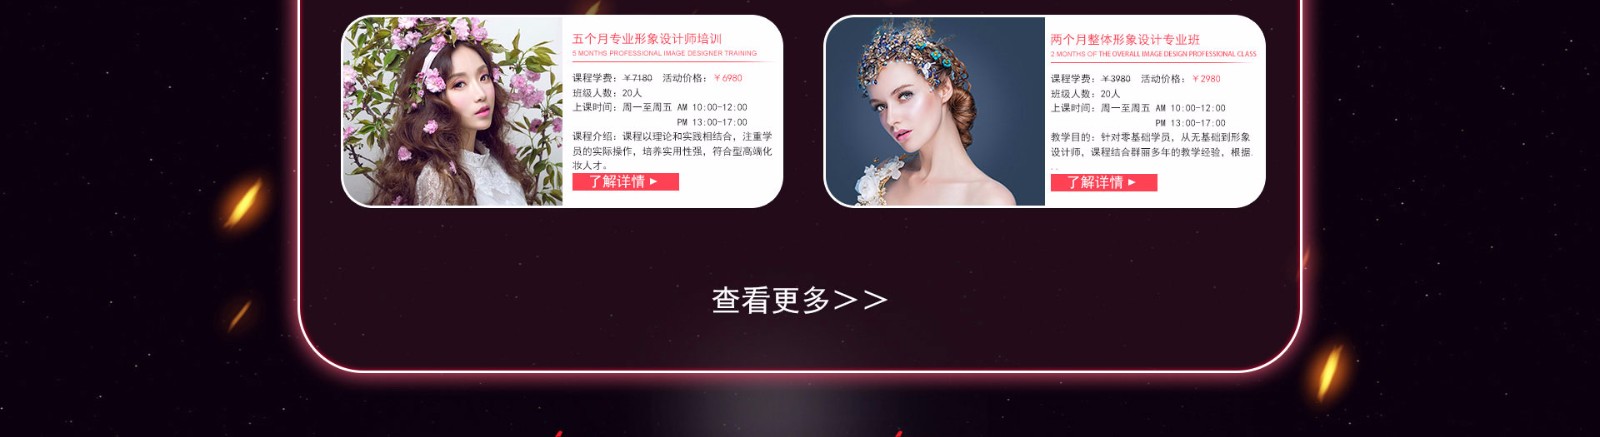 五个月专业形象设计师培训
5 MONTHS PROFESSIONAL IMAGE DESIGNER TRAINING
课程学费：￥7180 活动价格：￥6980
班级人数：20人
上课时间：周一至周五 AM 10:00-12:00
PM 13:00-17:00
课程介绍：课程以理论和实践相结合，注重学
员的实际操作，培养实用性强，符合型高端化
妆人才。
了解详情
两个月整体形象设计专业班
2 MONTHS OF THE OVERALL IMAGE DESIGN PROFESSIONAL CLASS
课程学费：￥3980 活动价格：￥2980
班级人数：20人
上课时间：周一至周五 AM 10:00-12:00
PM 13:00-17:00
教学目的：针对零基础学员，从无基础到形象
设计师，课程结合群丽多年的教学经验，根据.
..
了解详情
查看更多>>